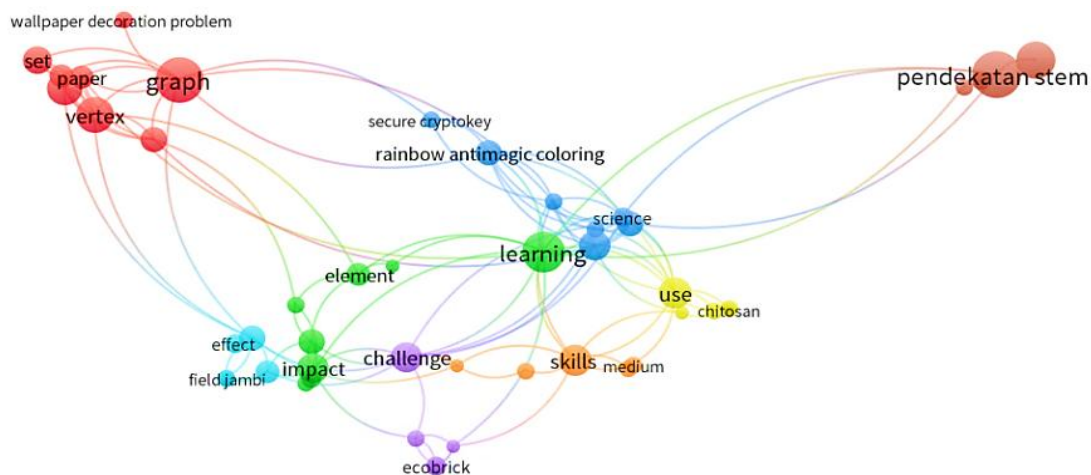 wallpaper decoration problem
set
paper
graph
vertex
pendekatan stem
secure cryptokey
rainbow antimagic coloring
science
learning
element
use
chitosan
effect
field jambi
impact
challenge
skills
medium
ecobrick